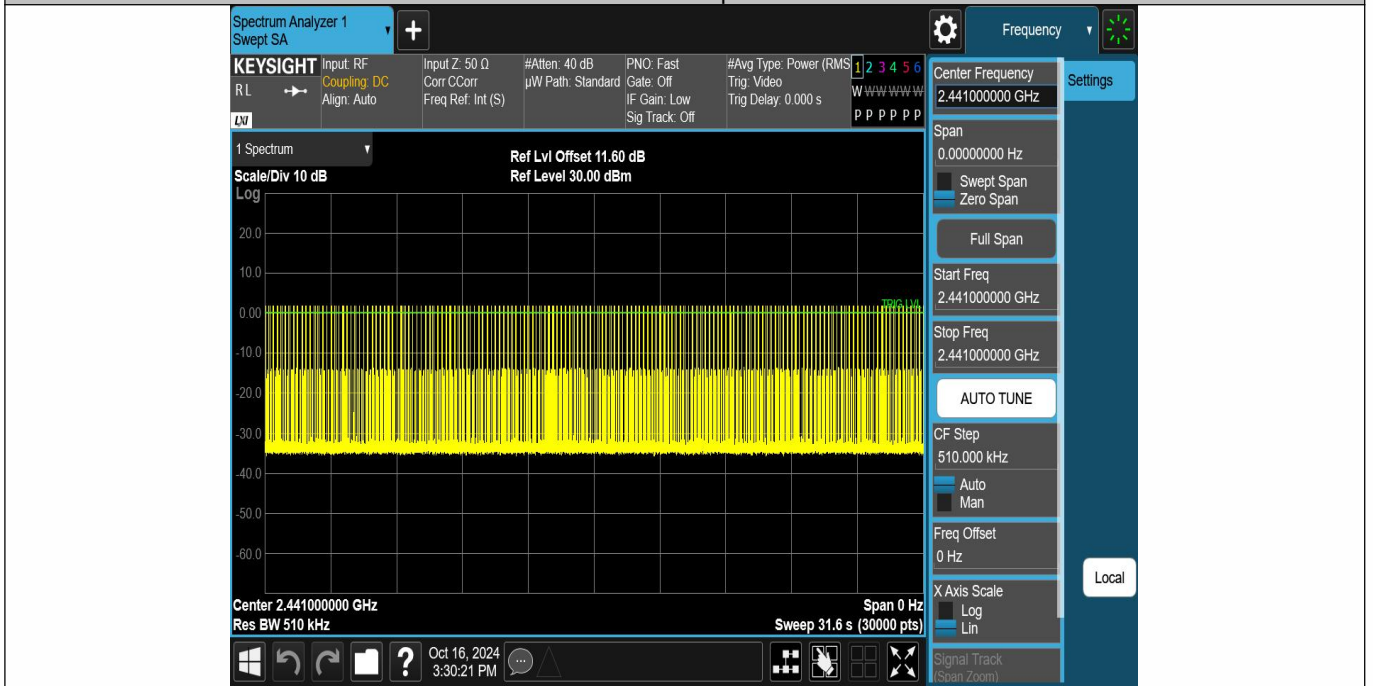 Spectrum Analyzer 1
Swept SA
+
Frequency
KEYSIGHT
RL
LXI
Input: RF
Coupling: DC
Align: Auto
Input Z: 50 Ω
Corr CCorr
Freq Ref: Int (S)
#Atten: 40 dB
µW Path: Standard
PNO: Fast
Gate: Off
IF Gain: Low
Sig Track: Off
#Avg Type: Power (RMS
Trig: Video
Trig Delay: 0.000 s
1 2 3 4 5 6
W W W W W W
P P P P P P
1 Spectrum
Scale/Div 10 dB
Ref Lvl Offset 11.60 dB
Ref Level 30.00 dBm
Log
20.0
10.0
0.00
-10.0
-20.0
-30.0
-40.0
-50.0
-60.0
TRIG LVL
Center 2.441000000 GHz
Res BW 510 kHz
Span 0 Hz
Sweep 31.6 s (30000 pts)
Center Frequency
2.441000000 GHz
Settings
Span
0.00000000 Hz
Swept Span
Zero Span
Full Span
Start Freq
2.441000000 GHz
Stop Freq
2.441000000 GHz
AUTO TUNE
CF Step
510.000 kHz
Auto
Man
Freq Offset
0 Hz
X Axis Scale
Log
Lin
Local
Signal Track
(Span Zoom)
?
Oct 16, 2024
3:30:21 PM